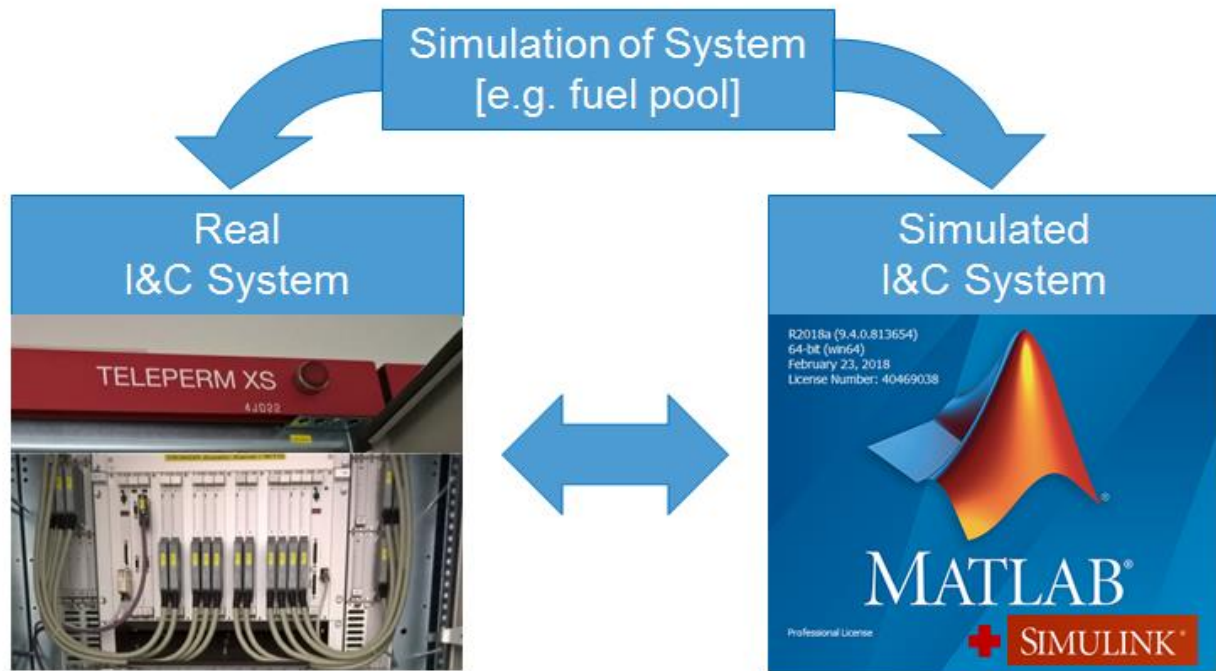 Simulation of System
[e.g. fuel pool]
Real
I&C System
Simulated
I&C System
TELEPERM XS
R2018a (9.4.0.813654)
64-bit (win64)
February 23, 2018
License Number: 40469038
®
MATLAB®
Professional License
SIMULINK®